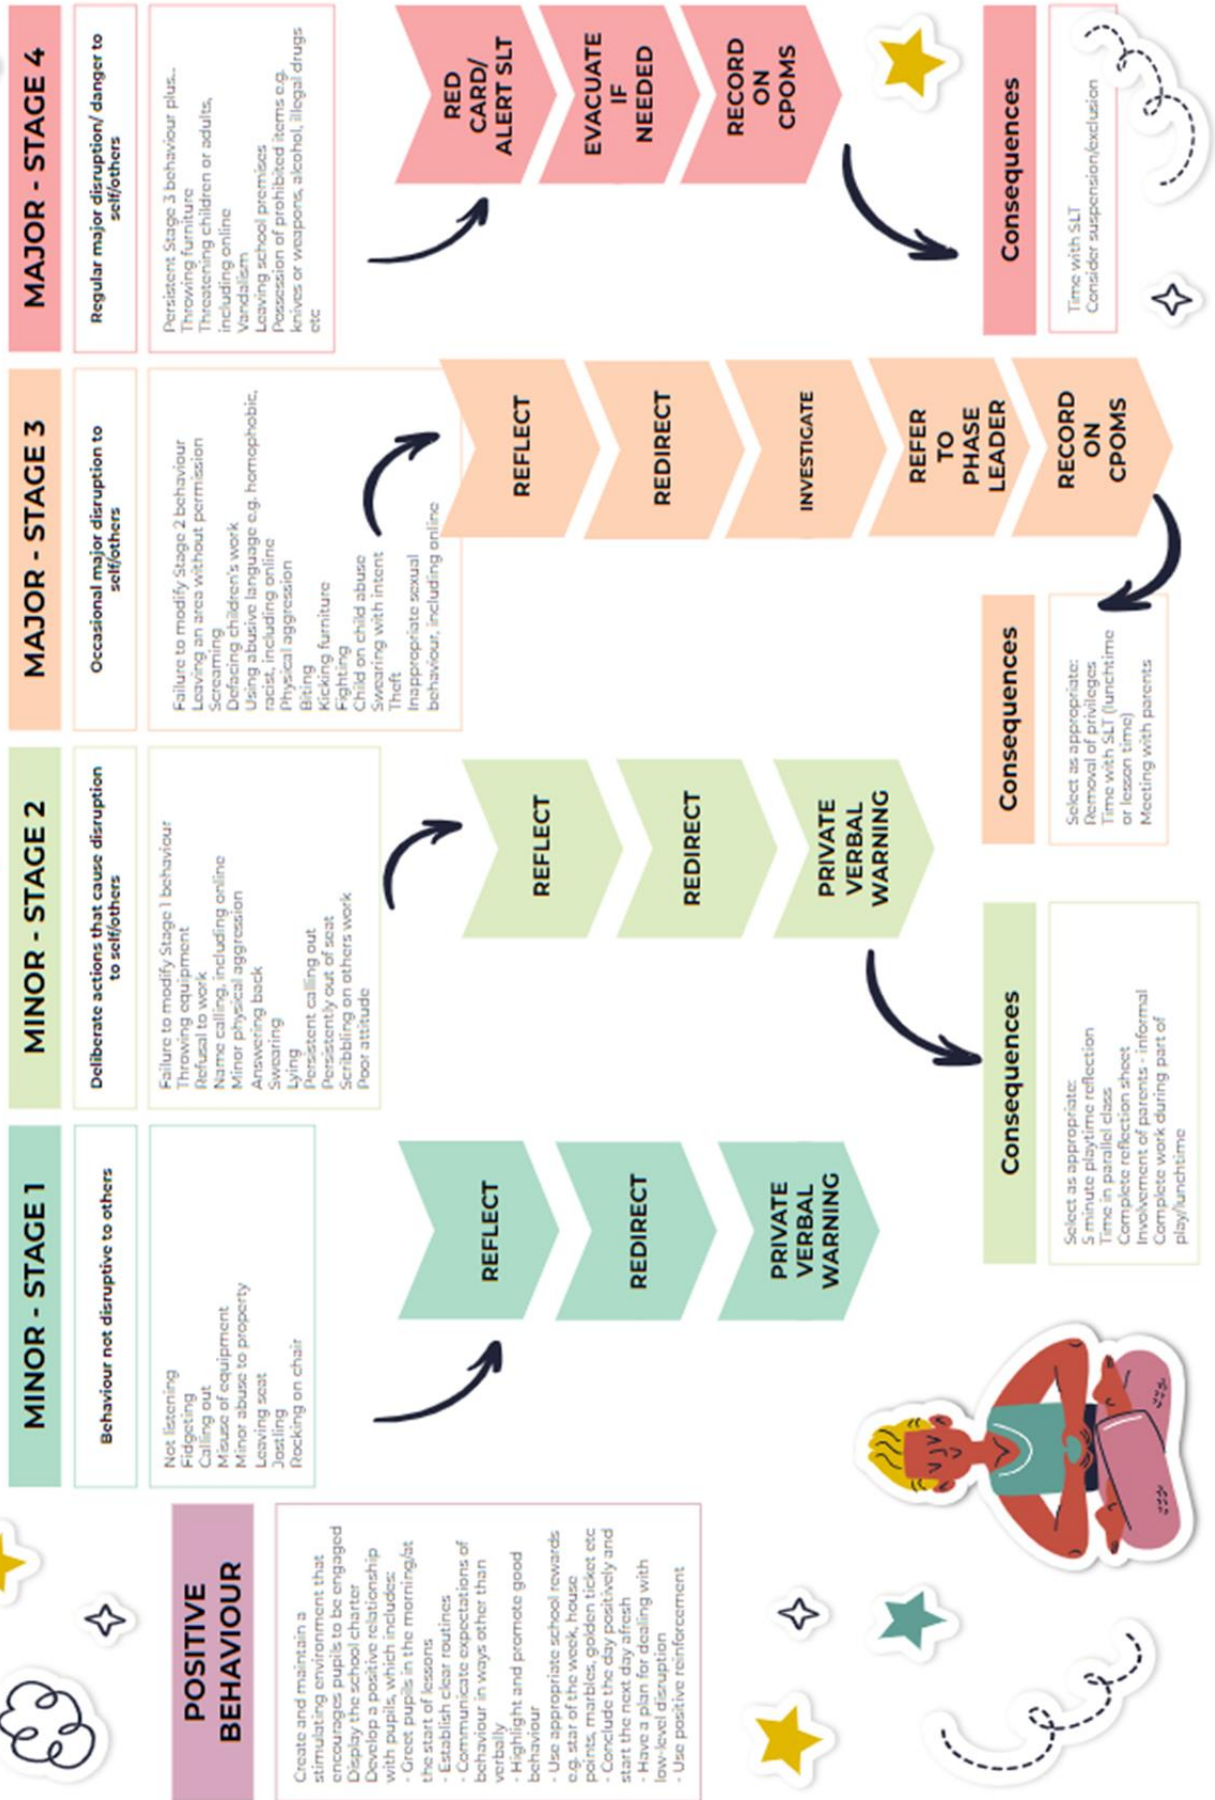 POSITIVE
BEHAVIOUR
Create and maintain a
stimulating environment that
encourages pupils to be engaged
Display the school charter
Develop a positive relationship
with pupils, which includes:
- Greet pupils in the morning/at
the start of lessons
- Establish clear routines
- Communicate expectations of
behaviour in ways other than
verbally
- Highlight and promote good
behaviour
- Use appropriate school rewards
e.g. star of the week, house
points, marbles, golden ticket etc
- Conclude the day positively and
start the next day afresh
- Have a plan for dealing with
low-level disruption
- Use positive reinforcement
MINOR - STAGE 1
Behaviour not disruptive to others
Not listening
Fidgeting
Calling out
Misuse of equipment
Minor abuse to property
Leaving seat
Jostling
Rocking on chair
REFLECT
REDIRECT
PRIVATE
VERBAL
WARNING
MINOR - STAGE 2
Deliberate actions that cause disruption
to self/others
Failure to modify Stage 1 behaviour
Throwing equipment
Refusal to work
Name calling, including online
Minor physical aggression
Answering back
Swearing
Lying
Persistent calling out
Persistently out of seat
Scribbling on others work
Poor attitude
REFLECT
REDIRECT
PRIVATE
VERBAL
WARNING
Consequences
Select as appropriate:
5 minute playtime reflection
Time in parallel class
Complete reflection sheet
Involvement of parents - informal
Complete work during part of
play/lunchtime
MAJOR - STAGE 3
Occasional major disruption to
self/others
Failure to modify Stage 2 behaviour
Leaving an area without permission
Screaming
Defacing children's work
Using abusive language e.g. homophobic,
racist, including online
Physical aggression
Biting
Kicking furniture
Fighting
Child on child abuse
Swearing with intent
Theft
Inappropriate sexual
behaviour, including online
REFLECT
REDIRECT
INVESTIGATE
REFER
TO
PHASE
LEADER
RECORD
ON
CPOMS
Consequences
Select as appropriate:
Removal of privileges
Time with SLT (lunchtime
or lesson time)
Meeting with parents
MAJOR - STAGE 4
Regular major disruption/ danger to
self/others
Persistent Stage 3 behaviour plus...
Throwing furniture
Threatening children or adults,
including online
Vandalism
Leaving school premises
Possession of prohibited items e.g.
knives or weapons, alcohol, illegal drugs
etc
RED
CARD/
ALERT SLT
EVACUATE
IF
NEEDED
RECORD
ON
CPOMS
Consequences
Time with SLT
Consider suspension/exclusion